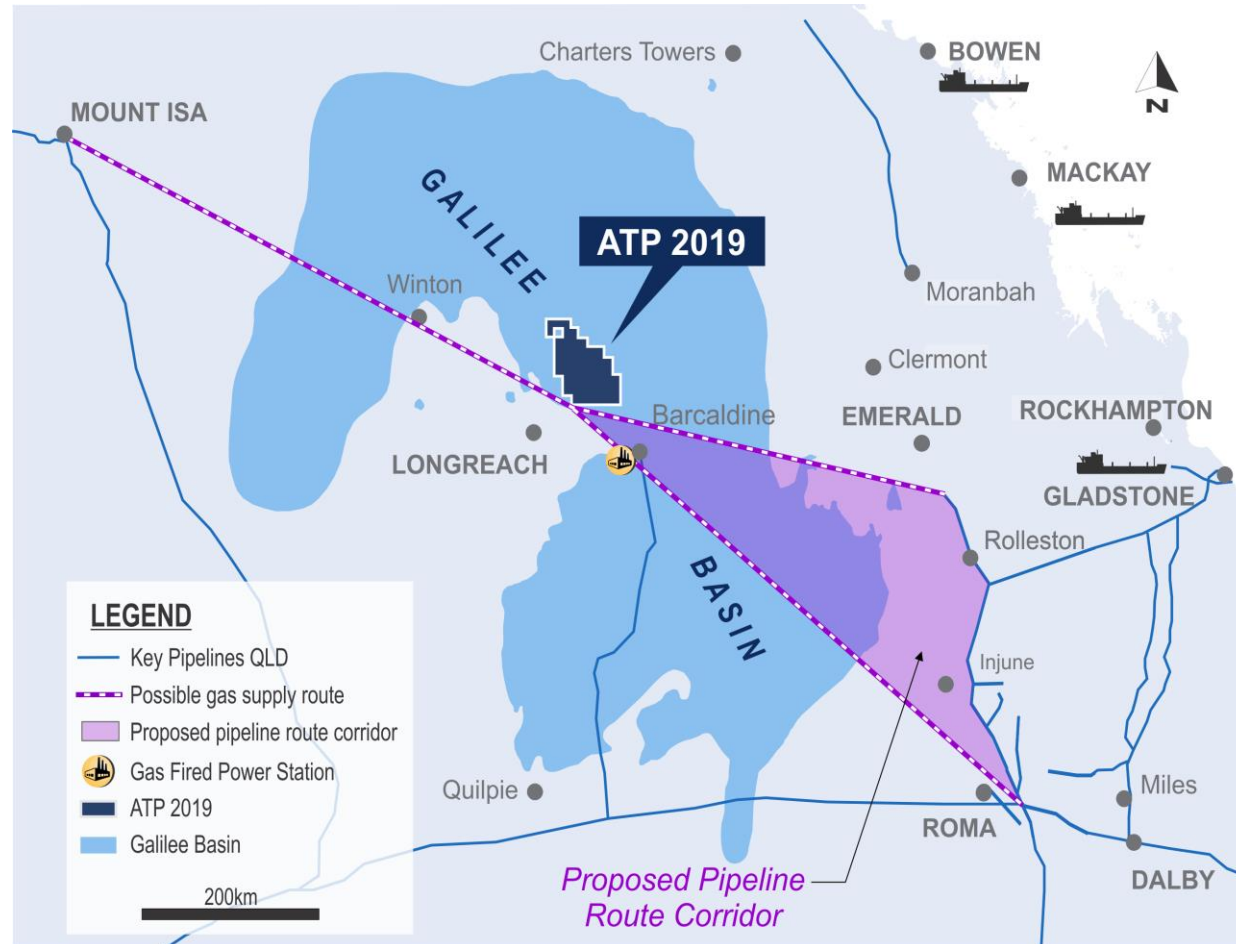 Charters Towers
BOWEN
N
MOUNT ISA
MACKAY
GALILEE
ATP 2019
Winton
Moranbah
Clermont
Barcaldine
EMERALD
ROCKHAMPTON
LONGREACH
GLADSTONE
Rolleston
BASIN
LEGEND
Key Pipelines QLD
Possible gas supply route
Proposed pipeline route corridor
Gas Fired Power Station
ATP 2019
Galilee Basin
200km
Injune
Quilpie
Miles
ROMA
DALBY
Proposed Pipeline
Route Corridor